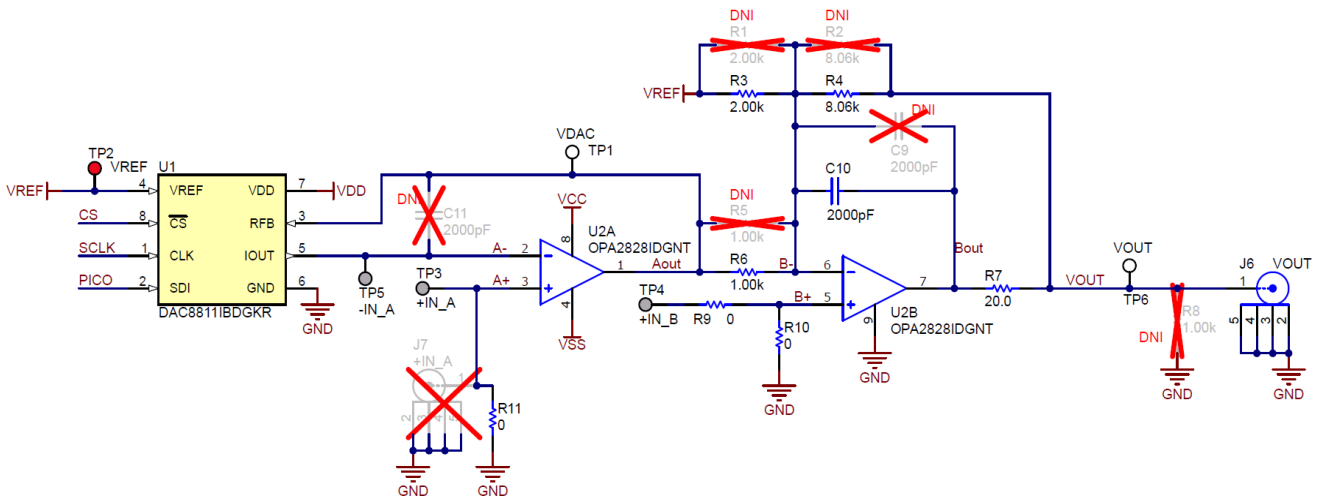 DNI
R1
2.00k
DNI
R2
8.06k
VREF
R3
2.00k
R4
8.06k
DNI
C9
2000pF
C10
2000pF
VDAC
TP1
TP2
VREF
U1
VREF
4
VREF
VDD
7
VDD
CS
8
CS
RFB
3
SCLK
1
CLK
IOUT
5
PICO
2
SDI
GND
6
DAC8811IBDGKR
GND
DNI
C11
2000pF
TP5
-IN_A
A-
TP3
A+
+IN_A
VCC
8
U2A
OPA2828IDGNT
2
3
1
4
VSS
Aout
DNI
R5
1.00k
R6
1.00k
B-
TP4
+IN_B
R9
0
B+
R10
0
GND
6
5
7
9
U2B
OPA2828IDGNT
GND
Bout
R7
20.0
VOUT
VOUT
TP6
DNI
R8
1.00k
GND
J6
VOUT
1
5
4
3
2
GND
J7
+IN_A
1
2
3
4
5
GND
R11
0
GND